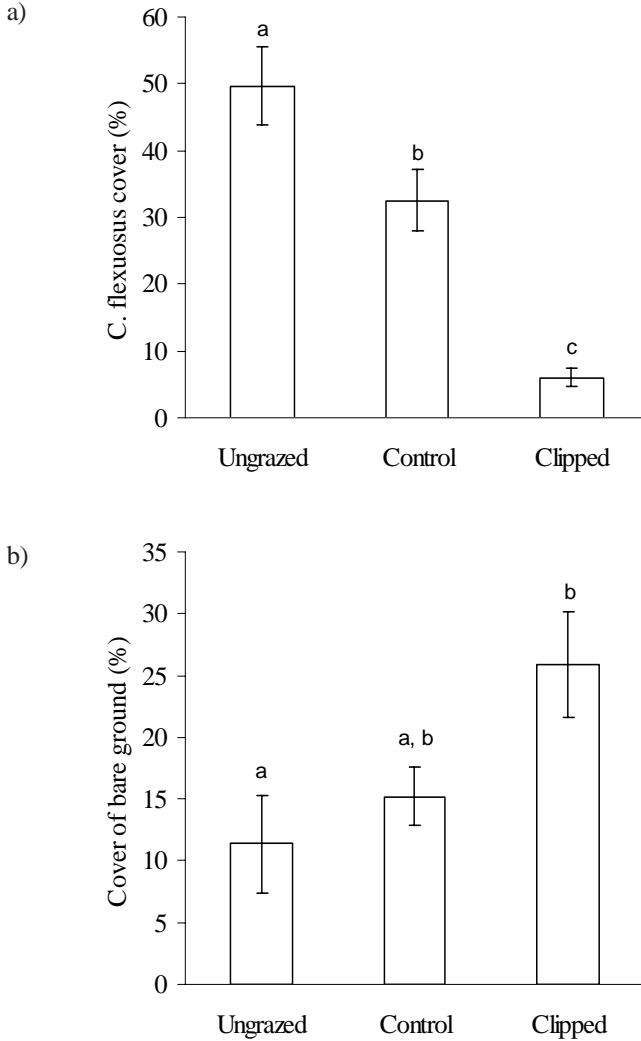 a)
C. flexuosus cover (%)
60
50
40
30
20
10
0
a
b
c
Ungrazed Control Clipped
b)
Cover of bare ground (%)
35
30
25
20
15
10
5
0
a
a, b
b
Ungrazed Control Clipped